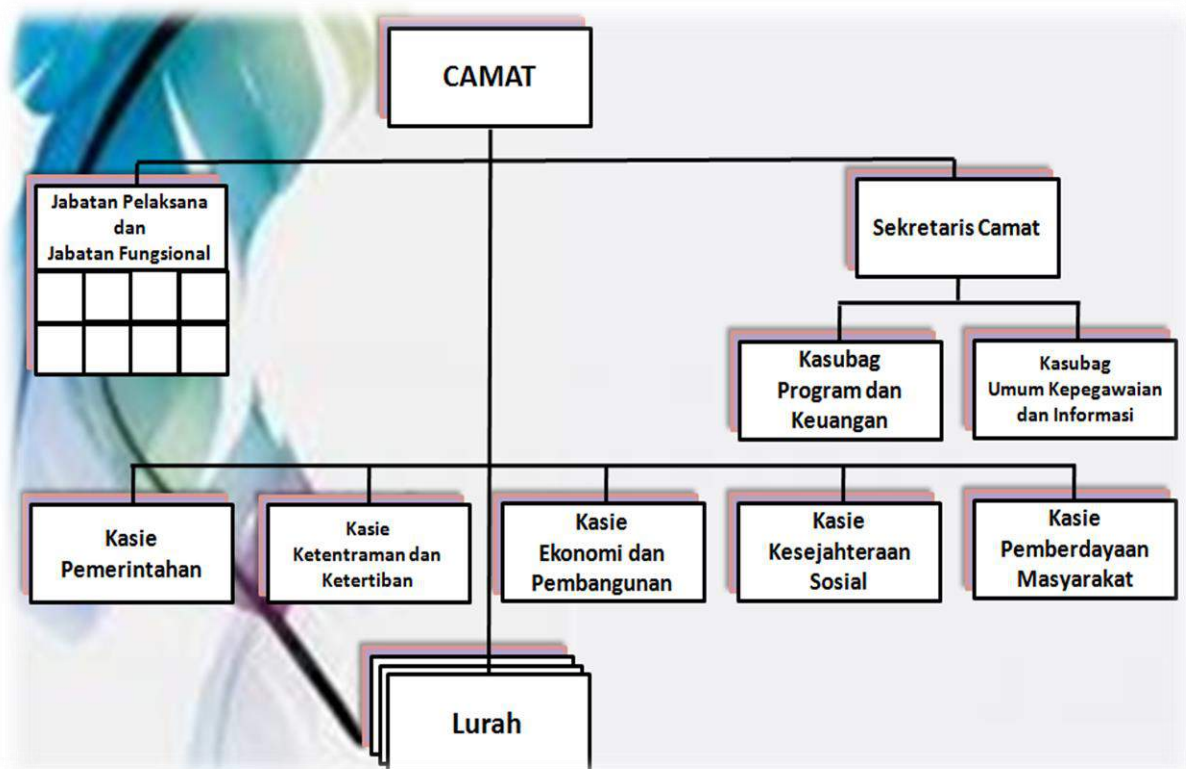 CAMAT
Jabatan Pelaksana
dan
Jabatan Fungsional
Sekretaris Camat
Kasubag
Program dan
Keuangan
Kasubag
Umum Kepegawaian
dan Informasi
Kasie
Pemerintahan
Kasie
Ketentraman dan
Ketertiban
Kasie
Ekonomi dan
Pembangunan
Kasie
Kesejahteraan
Sosial
Kasie
Pemberdayaan
Masyarakat
Lurah